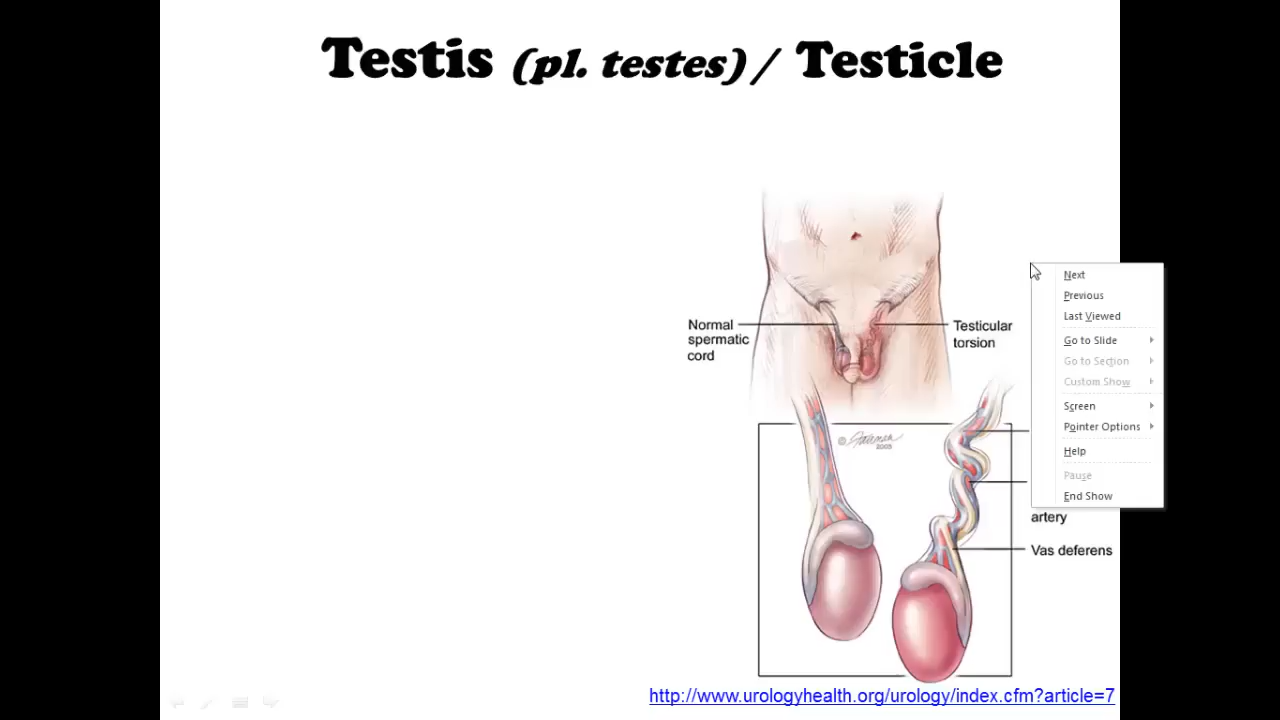 Testis (pl. testes) / Testicle
Normal
spermatic
cord
Testicular
torsion
©
2003
artery
Vas deferens
Next
Previous
Last Viewed
Go to Slide
Go to Section
Custom Show
Screen
Pointer Options
Help
Pause
End Show
http://www.urologyhealth.org/urology/index.cfm?article=7